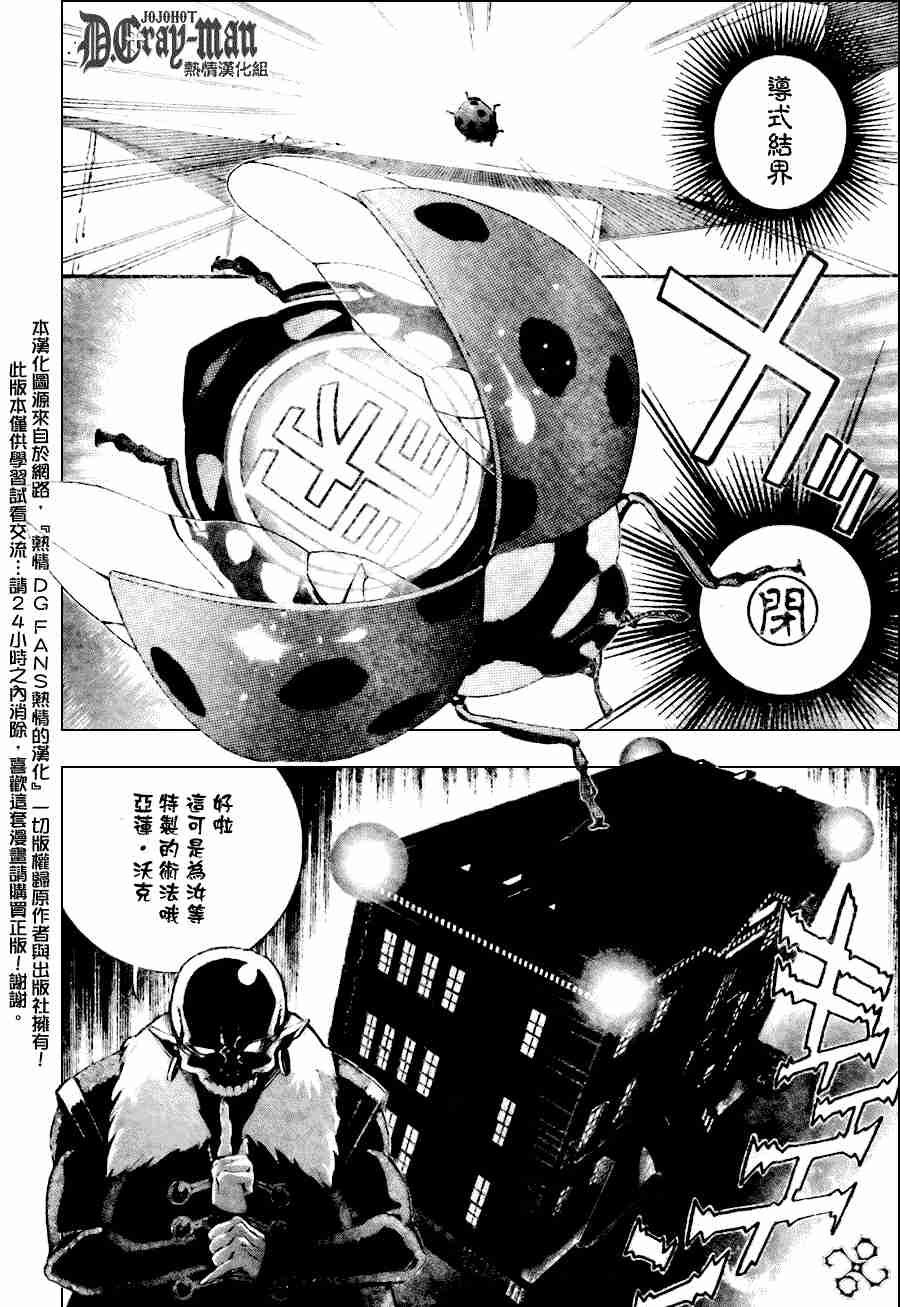 JOJOHOT
D.Gray-man
熱情漢化組
導式結界
カッ
閉
好啦
這可是為汝等
特製的術法哦
亞蓮・沃克
本漢化圖源來自於網路，『熱情DG FANS熱情的漢化』一切版權歸原作者與出版社擁有！
此版本僅供學習試看交流…請24小時之內消除，喜歡這套漫畫請購買正版！謝謝。